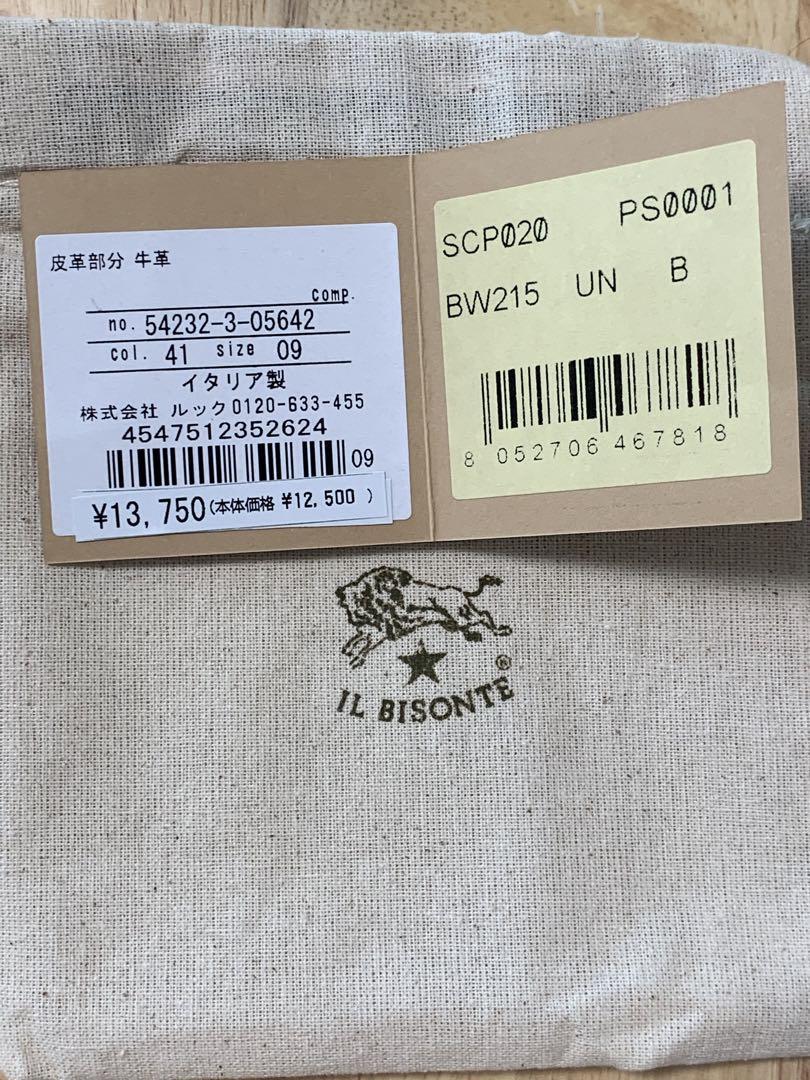 皮革部分 牛革
comp.
no. 54232-3-05642
col. 41 size 09
イタリア製
株式会社 ルック 0120-633-455
4547512352624
09
¥13,750(本体価格 ¥12,500 )
SCP020 PS0001
BW215 UN B
8 052706 467818
IL BISONTE ®